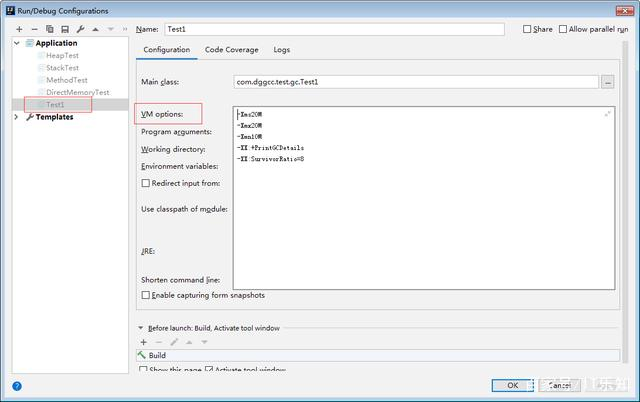 Run/Debug Configurations
Name: Test1
Share
Allow parallel run
Application
HeapTest
StackTest
MethodTest
DirectMemoryTest
Test1
Templates
Configuration Code Coverage Logs
Main class: com.dggcc.test.gc.Test1 ...
VM options:
-Xms20M
-Xmx20M
-Xmn10M
-XX:+PrintGCDetails
-XX:SurvivorRatio=8
Program arguments:
Working directory:
Environment variables:
Redirect input from:
Use classpath of module:
JRE:
Shorten command line:
Enable capturing form snapshots
Before launch: Build, Activate tool window
Build
Show this page Activate tool window
OK Cancel